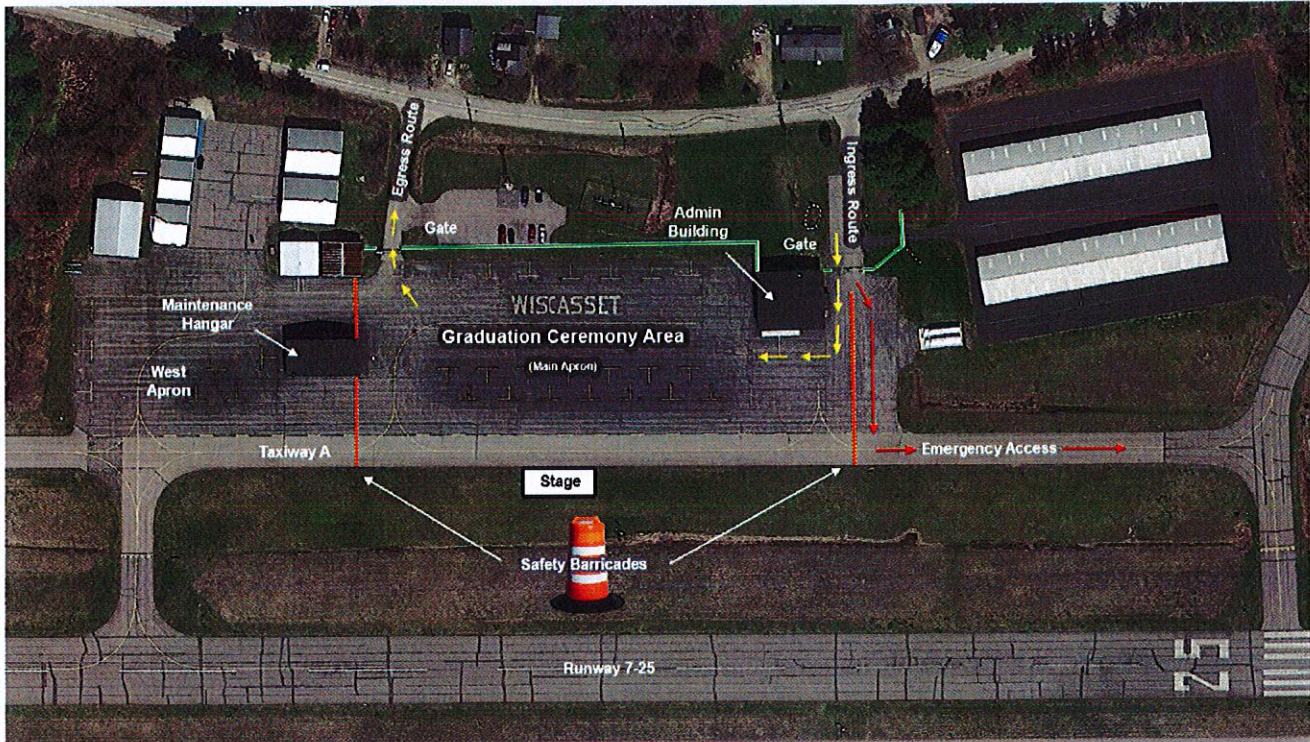 Egress Route
Ingress Route
Gate
Admin
Building
Gate
WISCASSET
Maintenance
Hangar
Graduation Ceremony Area
(Main Apron)
West
Apron
Taxiway A
Emergency Access
Stage
Safety Barricades
Runway 7-25
25